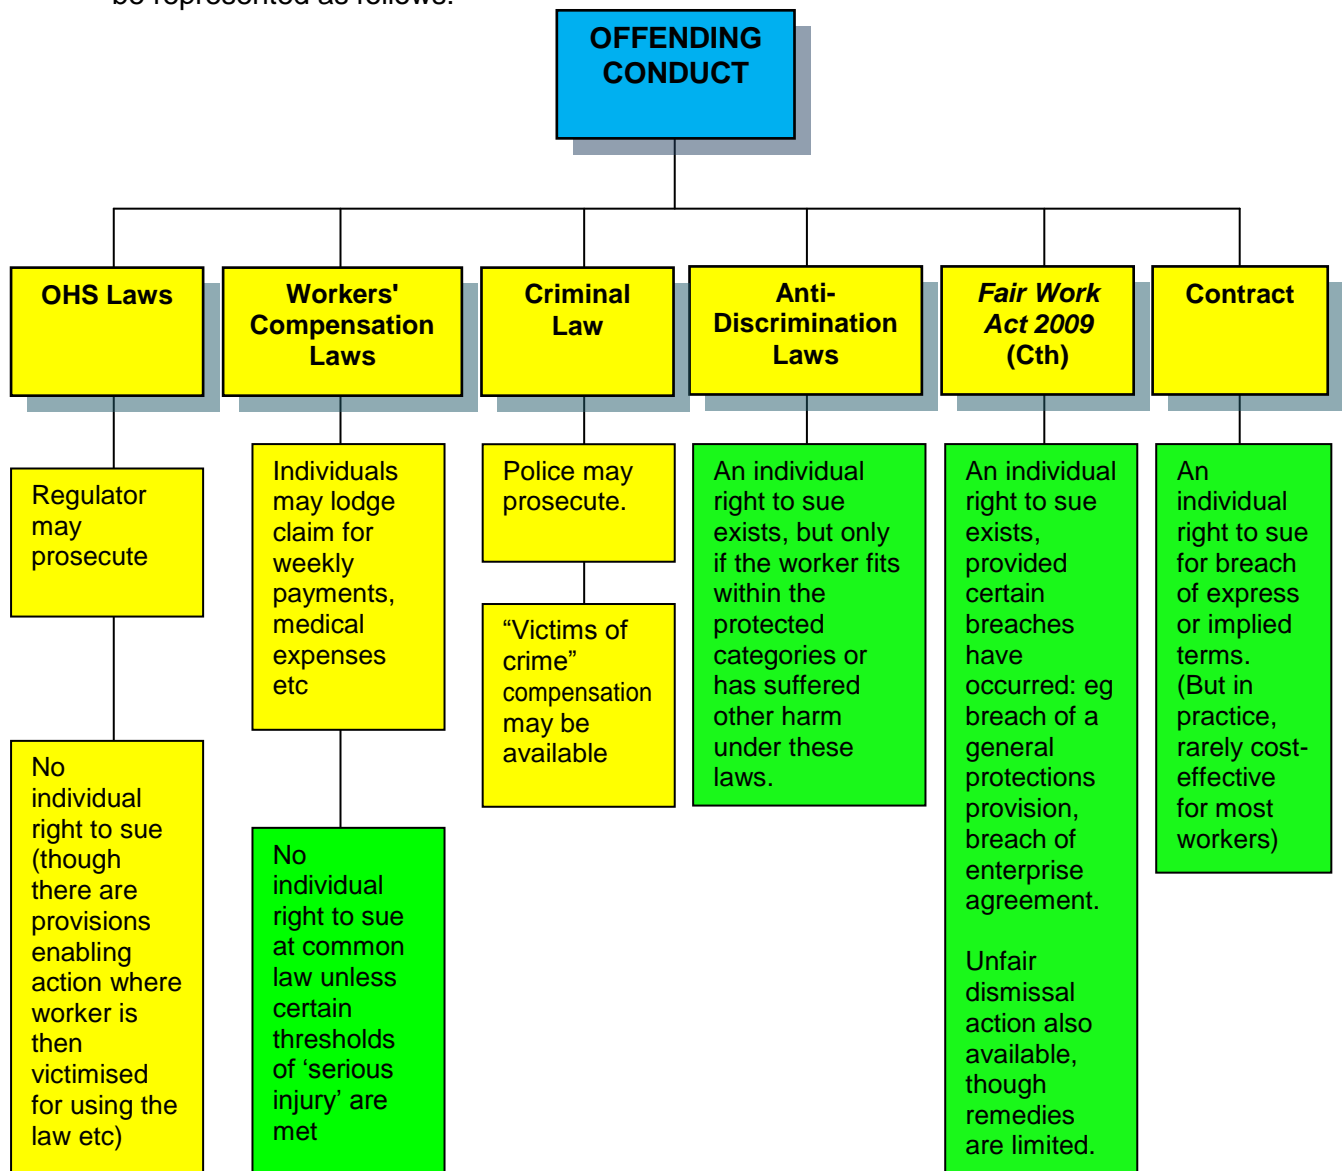 be represented as follows:
OFFENDING
CONDUCT
OHS Laws
Workers'
Compensation
Laws
Criminal
Law
Anti-
Discrimination
Laws
Fair Work
Act 2009
(Cth)
Contract
Regulator
may
prosecute
No
individual
right to sue
(though
there are
provisions
enabling
action where
worker is
then
victimised
for using the
law etc)
Individuals
may lodge
claim for
weekly
payments,
medical
expenses
etc
No
individual
right to sue
at common
law unless
certain
thresholds
of ‘serious
injury’ are
met
Police may
prosecute.
“Victims of
crime”
compensation
may be
available
An individual
right to sue
exists, but only
if the worker fits
within the
protected
categories or
has suffered
other harm
under these
laws.
An individual
right to sue
exists,
provided
certain
breaches
have
occurred: eg
breach of a
general
protections
provision,
breach of
enterprise
agreement.
Unfair
dismissal
action also
available,
though
remedies
are limited.
An
individual
right to sue
for breach
of express
or implied
terms.
(But in
practice,
rarely cost-
effective
for most
workers)